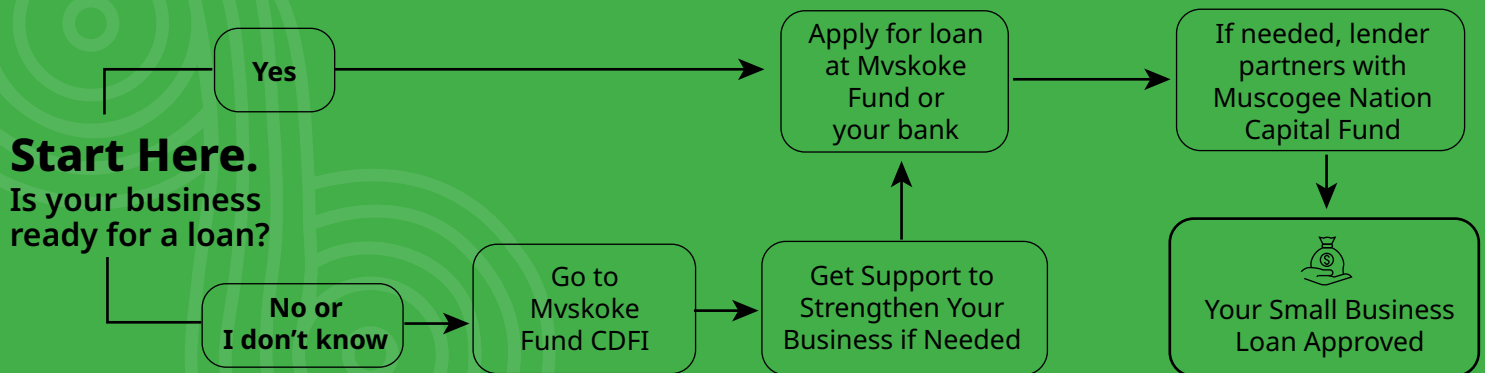 Start Here.
Is your business
ready for a loan?
Yes
Apply for loan
at Mvskoke
Fund or
your bank
If needed, lender
partners with
Muscogee Nation
Capital Fund
No or
I don’t know
Go to
Mvskoke
Fund CDFI
Get Support to
Strengthen Your
Business if Needed
$
Your Small Business
Loan Approved